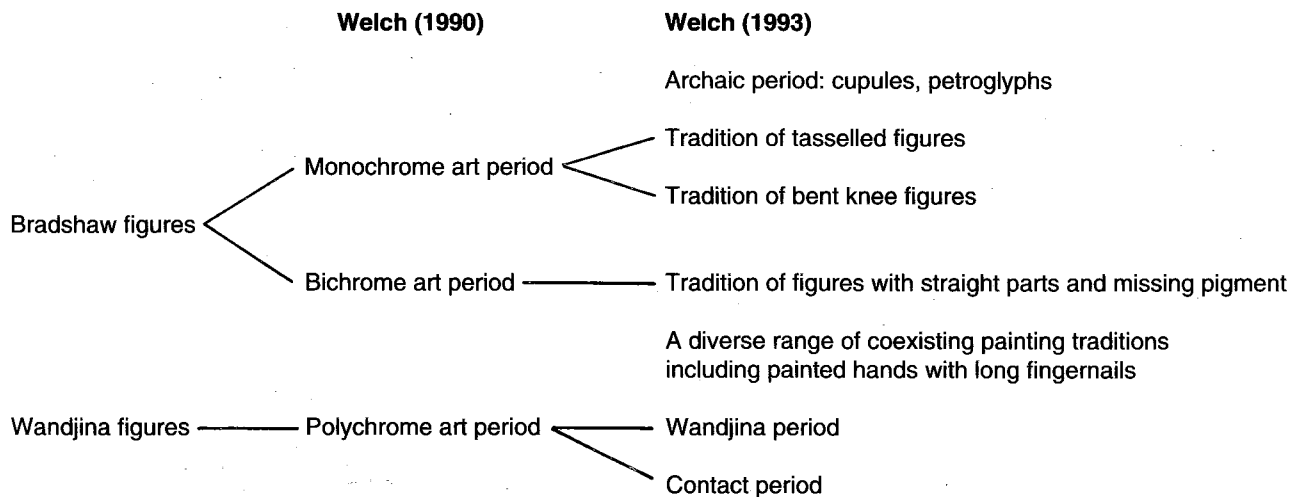 Welch (1990)
Welch (1993)
Archaic period: cupules, petroglyphs
Tradition of tasselled figures
Monochrome art period
Tradition of bent knee figures
Bradshaw figures
Bichrome art period
Tradition of figures with straight parts and missing pigment
A diverse range of coexisting painting traditions
including painted hands with long fingernails
Wandjina figures
Polychrome art period
Wandjina period
Contact period